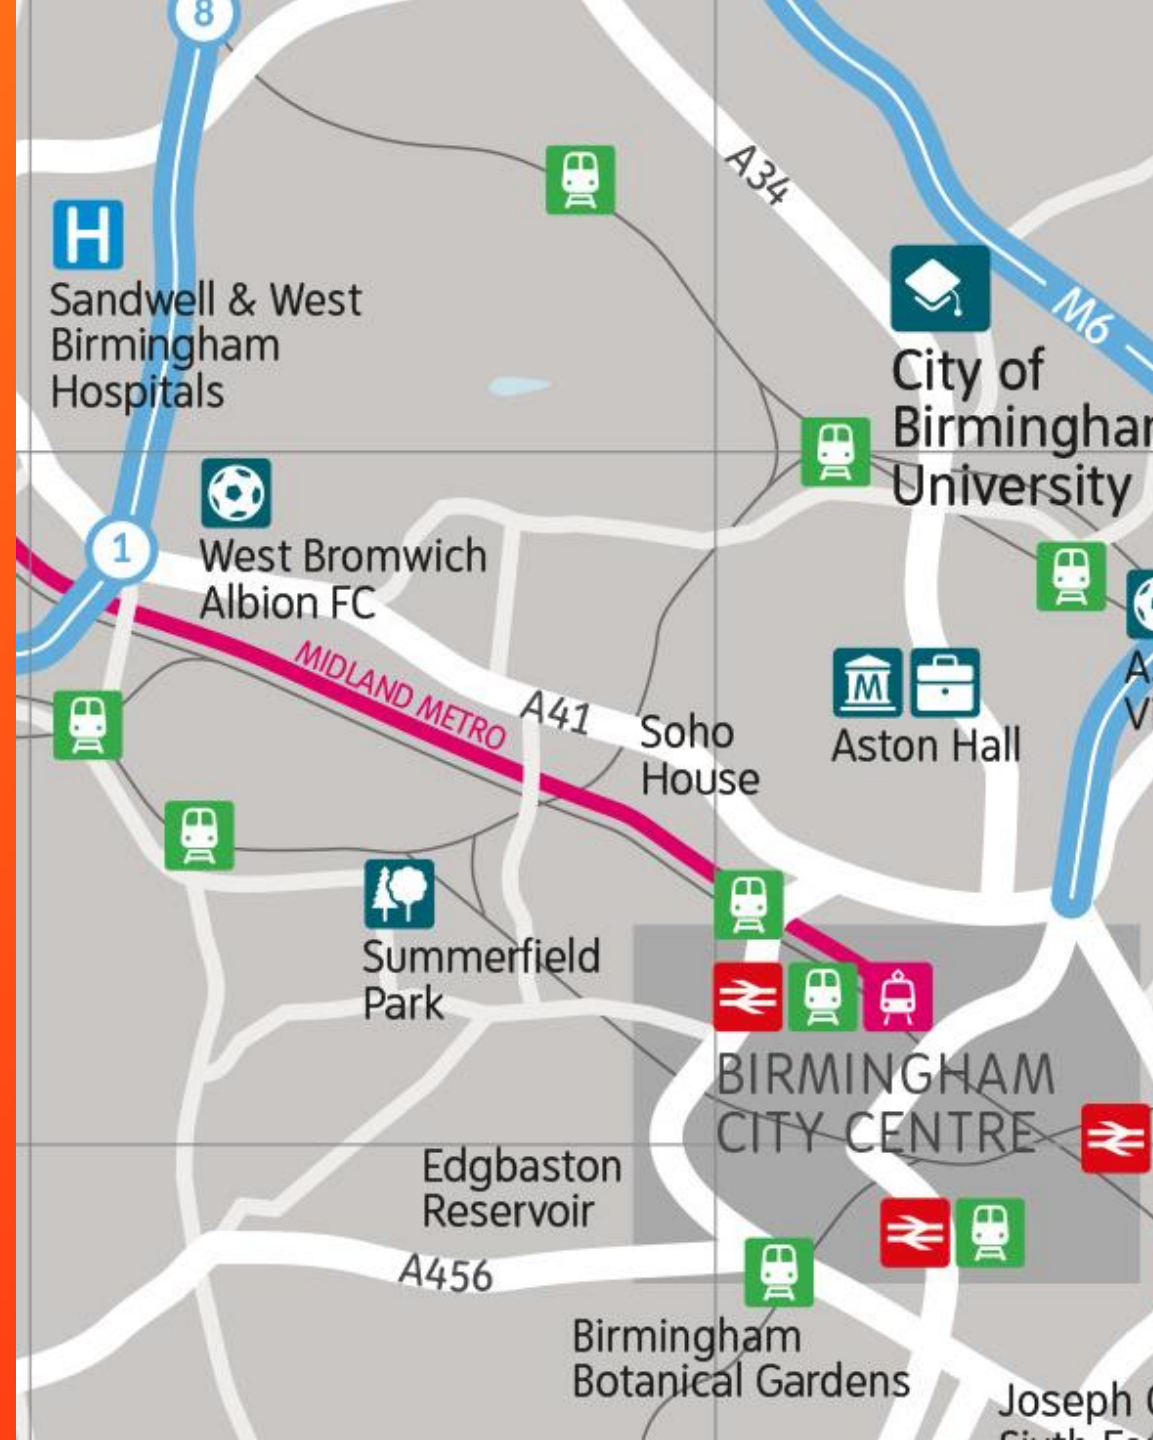 8
A34
H
Sandwell & West
Birmingham
Hospitals
M6
City of
University
1
West Bromwich
Albion FC
MIDLAND METRO
A41
Soho
House
M
Aston Hall
Summerfield
Park
BIRMINGHAM
CITY CENTRE
Edgbaston
Reservoir
A456
Birmingham
Botanical Gardens
Joseph